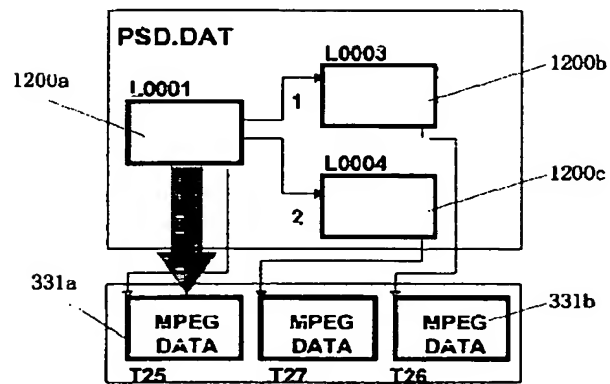 PSD.DAT
L0003
1200b
1200a
L0001
1
L0004
2
1200c
331a
331b
MPEG
DATA
MPEG
DATA
MPEG
DATA
T25
T27
T26